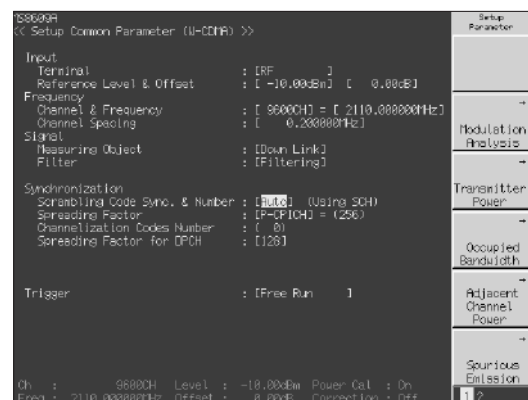 MS8609A
<< Setup Common Parameter (W-CDMA) >>
Setup
Parameter
Input
Terminal : [RF ]
Reference Level & Offset : [ -10.00dBm] [ 0.00dB]
Frequency
Channel & Frequency : [ 9600CH] = [ 2110.000000MHz]
Channel Spacing : [ 0.200000MHz]
Signal
Measuring Object : [Down Link]
Filter : [Filtering]
Synchronization
Scrambling Code Sync. & Number : [Auto] (Using SCH)
Spreading Factor : [P-CPICH] = (256)
Channelization Codes Number : ( 0)
Spreading Factor for DPCH : [128]
Trigger : [Free Run ]
→
Modulation
Analysis
→
Transmitter
Power
→
Occupied
Bandwidth
→
Adjacent
Channel
Power
→
Spurious
Emission
1 2
Ch : 9600CH Level : -10.00dBm Power Cal : On
Freq : 2110.000000MHz Offset : 0.00dB Correction : Off